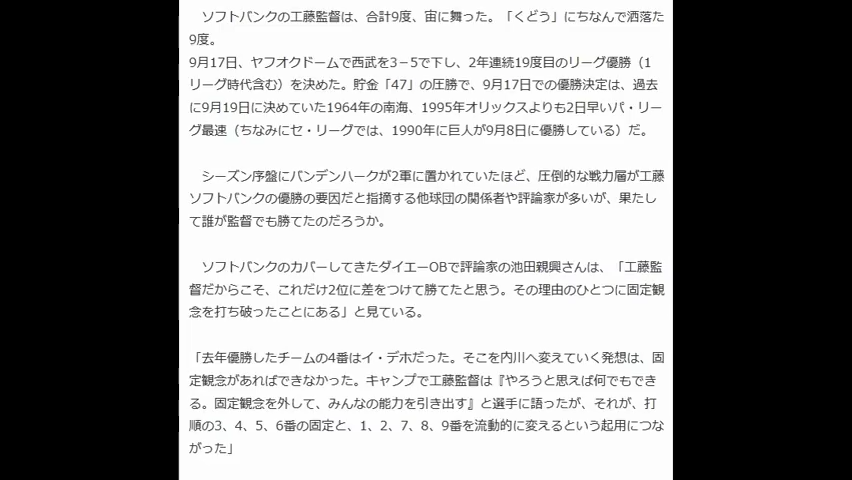 ソフトバンクの工藤監督は、合計9度、宙に舞った。「くどう」にちなんで洒落た
9度。
9月17日、ヤフオクドームで西武を3－5で下し、2年連続19度目のリーグ優勝（1
リーグ時代含む）を決めた。貯金「47」の圧勝で、9月17日での優勝決定は、過去
に9月19日に決めていた1964年の南海、1995年オリックスよりも2日早いパ・リー
グ最速（ちなみにセ・リーグでは、1990年に巨人が9月8日に優勝している）だ。
シーズン序盤にバンデンハークが2軍に置かれていたほど、圧倒的な戦力層が工藤
ソフトバンクの優勝の要因だと指摘する他球団の関係者や評論家が多いが、果たし
て誰が監督でも勝てたのだろうか。
ソフトバンクのカバーしてきたダイエーOBで評論家の池田親興さんは、「工藤監
督だからこそ、これだけ2位に差をつけて勝てたと思う。その理由のひとつに固定観
念を打ち破ったことにある」と見ている。
「去年優勝したチームの4番はイ・デホだった。そこを内川へ変えていく発想は、固
定観念があればできなかった。キャンプで工藤監督は『やろうと思えば何でもでき
る。固定観念を外して、みんなの能力を引き出す』と選手に語ったが、それが、打
順の3、4、5、6番の固定と、1、2、7、8、9番を流動的に変えるという起用につな
がった」